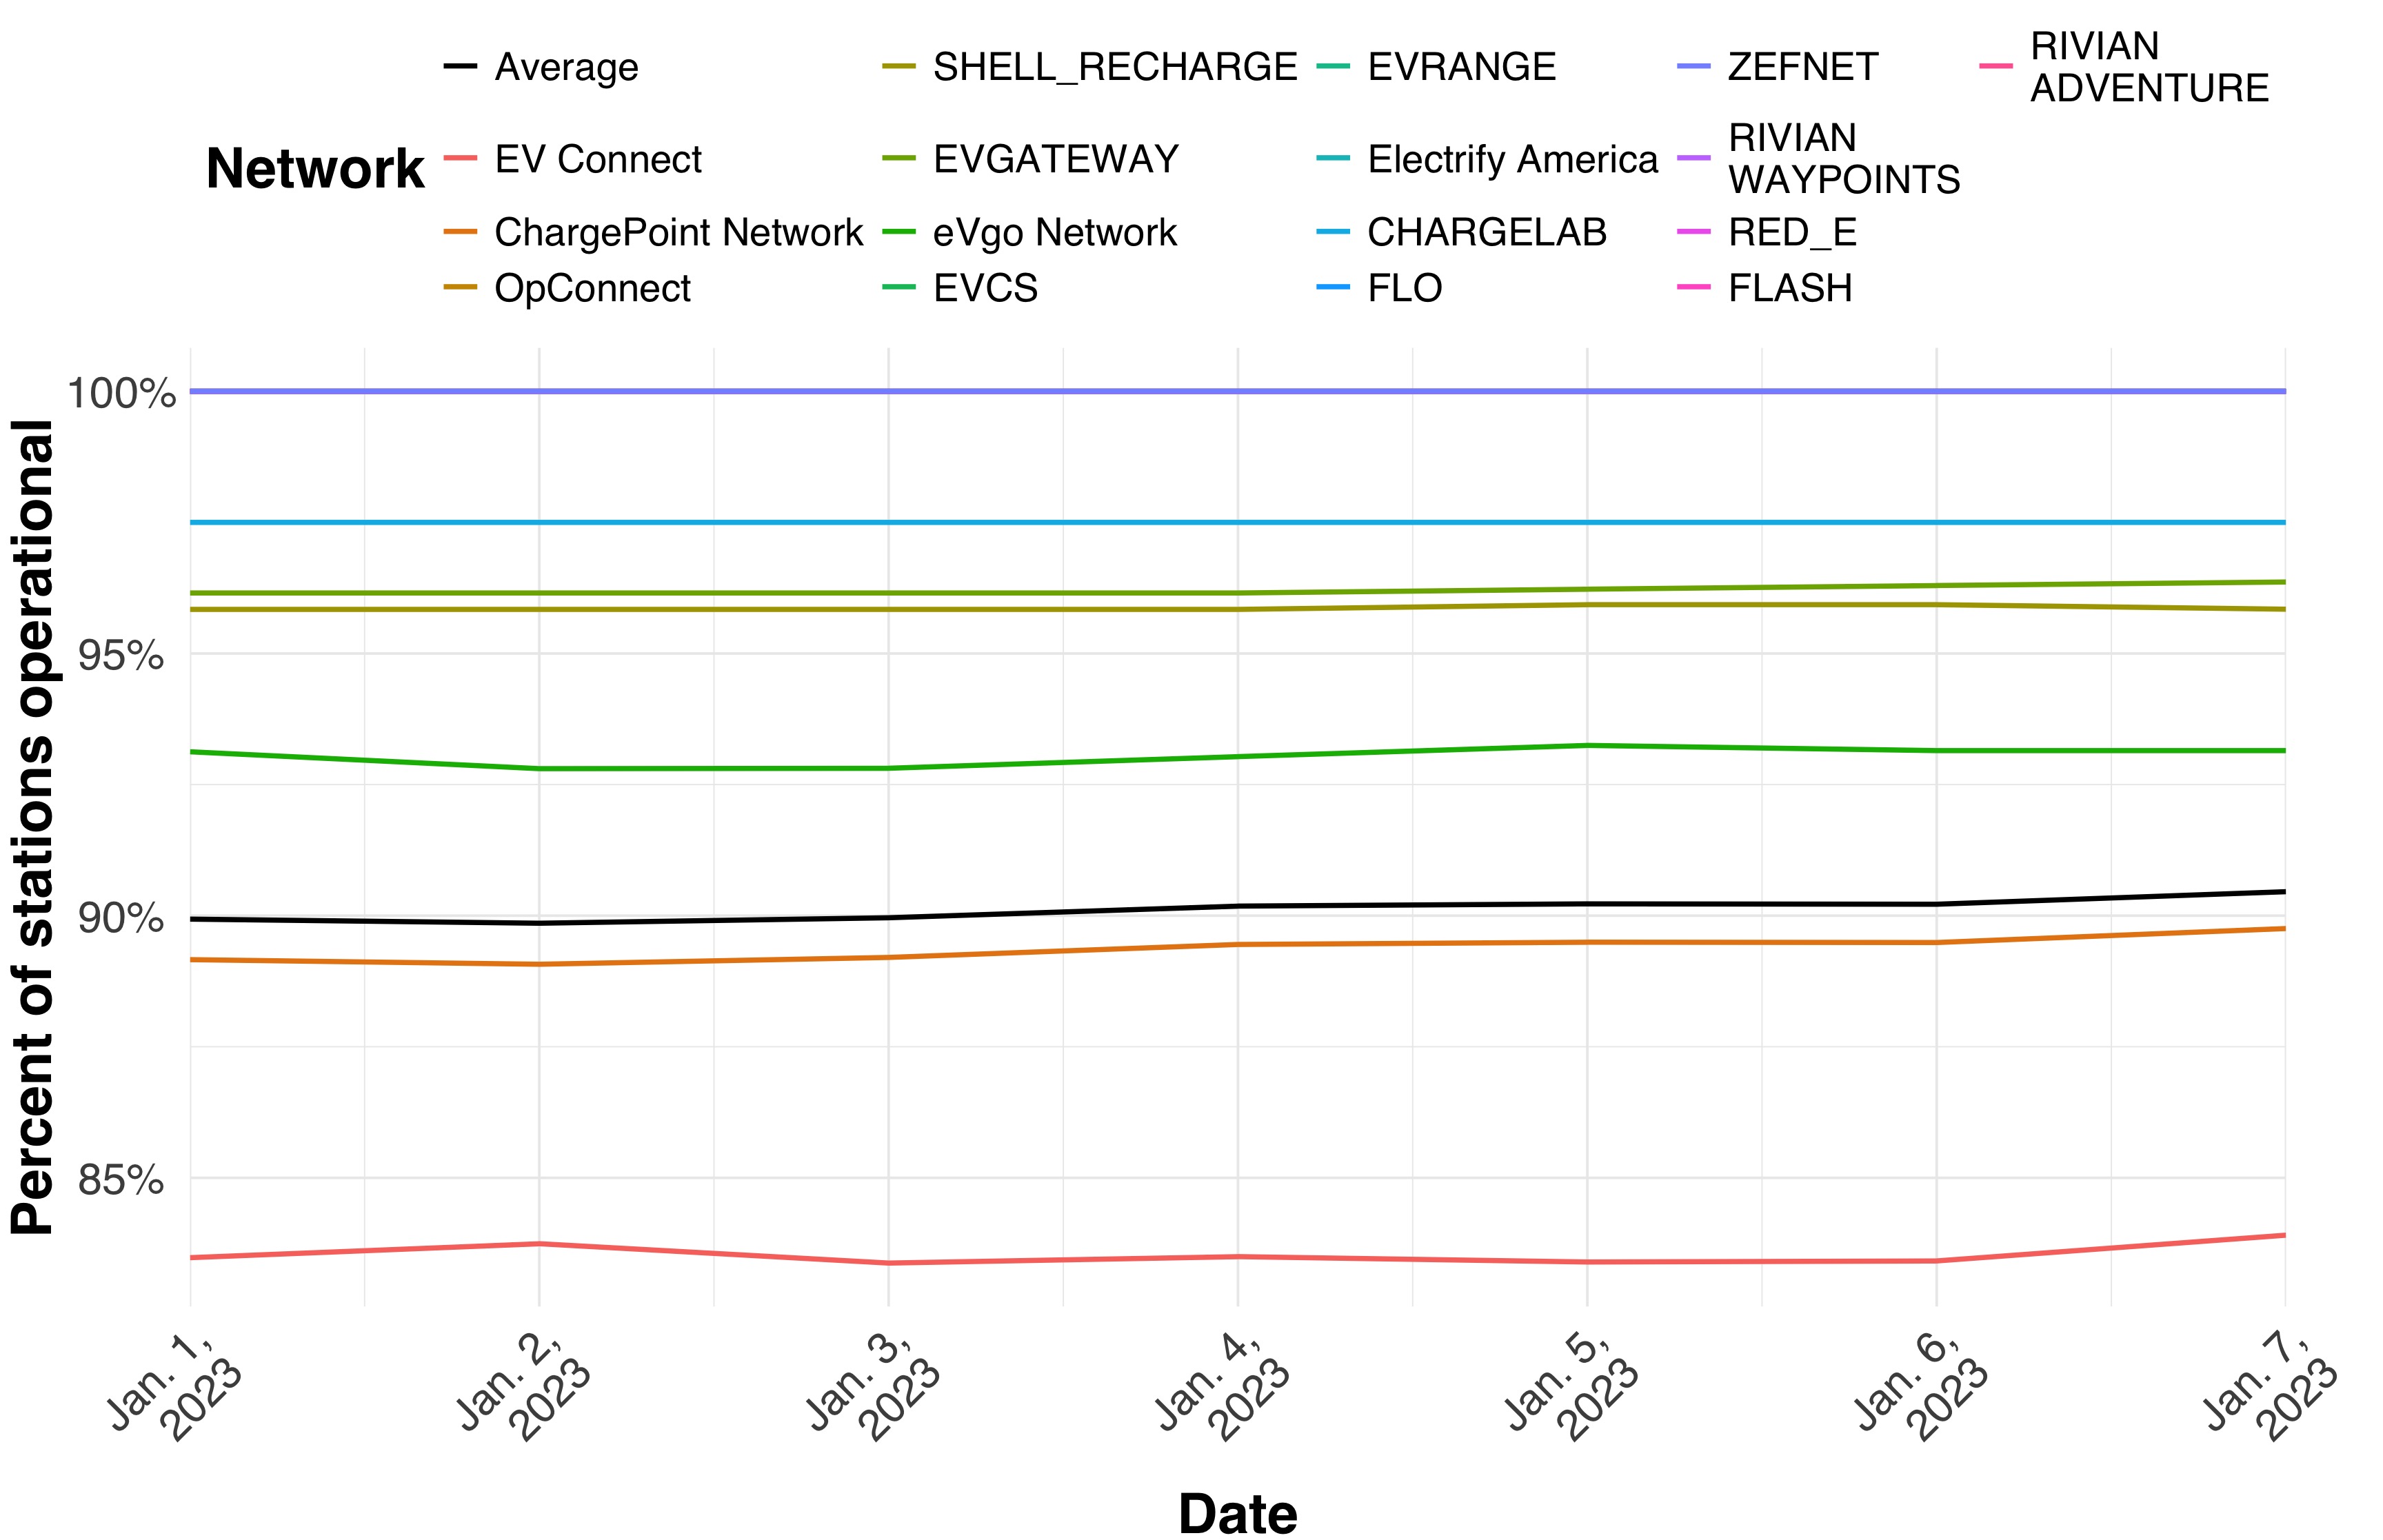 Network
Average
EV Connect
ChargePoint Network
OpConnect
SHELL_RECHARGE
EVGATEWAY
eVgo Network
EVCS
EVRANGE
Electrify America
CHARGELAB
FLO
ZEFNET
RIVIAN
WAYPOINTS
RED_E
FLASH
RIVIAN
ADVENTURE
Percent of stations operational
100%
95%
90%
85%
Jan. 1,
2023
Jan. 2,
2023
Jan. 3,
2023
Jan. 4,
2023
Jan. 5,
2023
Jan. 6,
2023
Jan. 7,
2023
Date